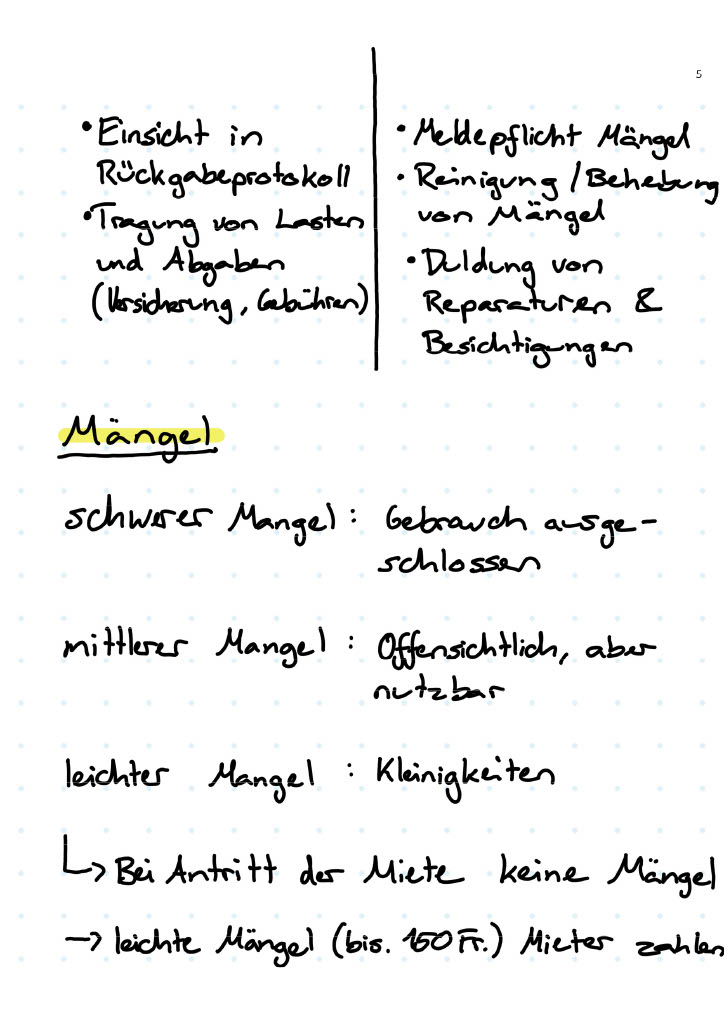 5
• Einsicht in
Rückgabeprotokoll
• Tragung von Lasten
und Abgaben
(Versicherung, Gebühren)
• Meldepflicht Mängel
• Reinigung / Behebung
von Mängel
• Duldung von
Reparaturen &
Besichtigungen
Mängel
schwerer Mangel : Gebrauch ausge-
schlossen
mittlerer Mangel : Offensichtlich, aber
nutzbar
leichter Mangel : Kleinigkeiten
↳ Bei Antritt der Miete keine Mängel
→ leichte Mängel (bis. 150 Fr.) Mieter zahlen